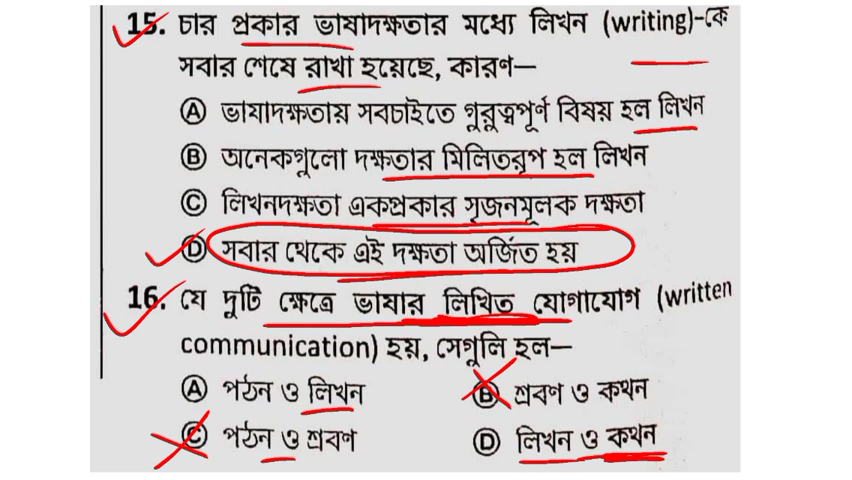 15. চার প্রকার ভাষাদক্ষতার মধ্যে লিখন (writing)-কে
সবার শেষে রাখা হয়েছে, কারণ—
Ⓐ ভাষাদক্ষতায় সবচাইতে গুরুত্বপূর্ণ বিষয় হল লিখন
Ⓑ অনেকগুলো দক্ষতার মিলিতরূপ হল লিখন
Ⓒ লিখনদক্ষতা একপ্রকার সৃজনমূলক দক্ষতা
Ⓓ সবার থেকে এই দক্ষতা অর্জিত হয়
16. যে দুটি ক্ষেত্রে ভাষার লিখিত যোগাযোগ (written
communication) হয়, সেগুলি হল—
Ⓐ পঠন ও লিখন Ⓑ শ্রবণ ও কথন
Ⓒ পঠন ও শ্রবণ Ⓓ লিখন ও কথন